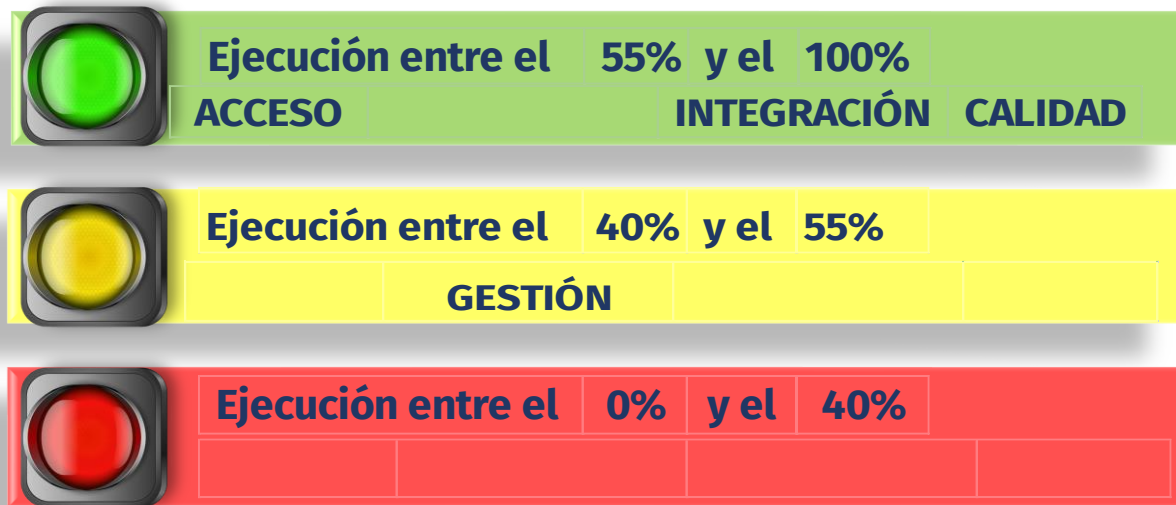 Ejecución entre el 55% y el 100%
ACCESO INTEGRACIÓN CALIDAD
Ejecución entre el 40% y el 55%
GESTIÓN
Ejecución entre el 0% y el 40%